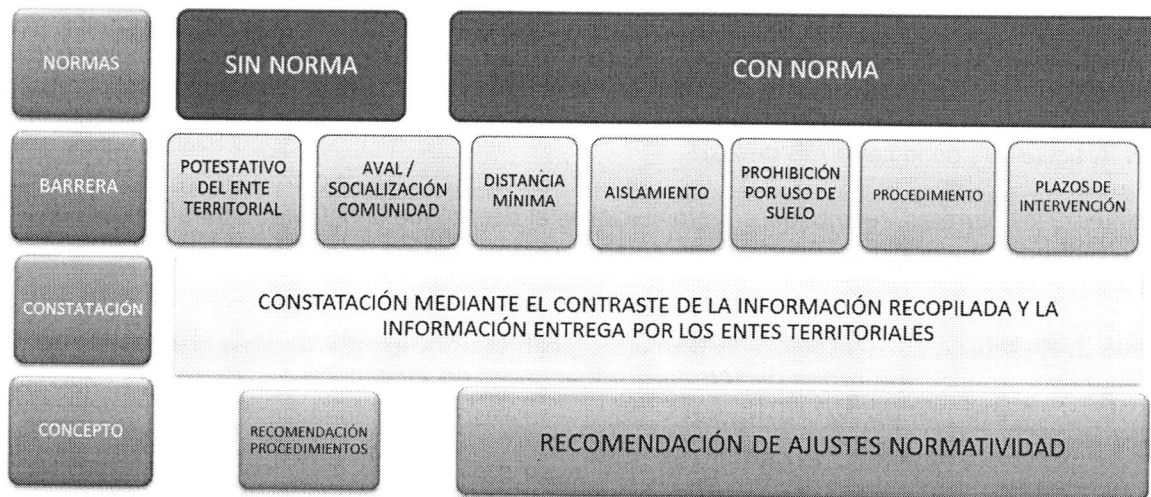 NORMAS
SIN NORMA
CON NORMA
BARRERA
POTESTATIVO
DEL ENTE
TERRITORIAL
AVAL /
SOCIALIZACIÓN
COMUNIDAD
DISTANCIA
MÍNIMA
AISLAMIENTO
PROHIBICIÓN
POR USO DE
SUELO
PROCEDIMIENTO
PLAZOS DE
INTERVENCIÓN
CONSTATACIÓN
CONSTATACIÓN MEDIANTE EL CONTRASTE DE LA INFORMACIÓN RECOPILADA Y LA
INFORMACIÓN ENTREGA POR LOS ENTES TERRITORIALES
CONCEPTO
RECOMENDACIÓN
PROCEDIMIENTOS
RECOMENDACIÓN DE AJUSTES NORMATIVIDAD